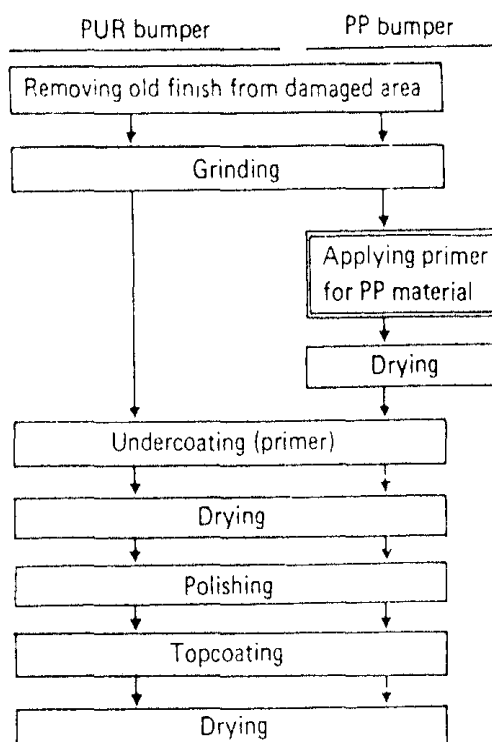 PUR bumper
PP bumper
Removing old finish from damaged area
Grinding
Applying primer
for PP material
Drying
Undercoating (primer)
Drying
Polishing
Topcoating
Drying